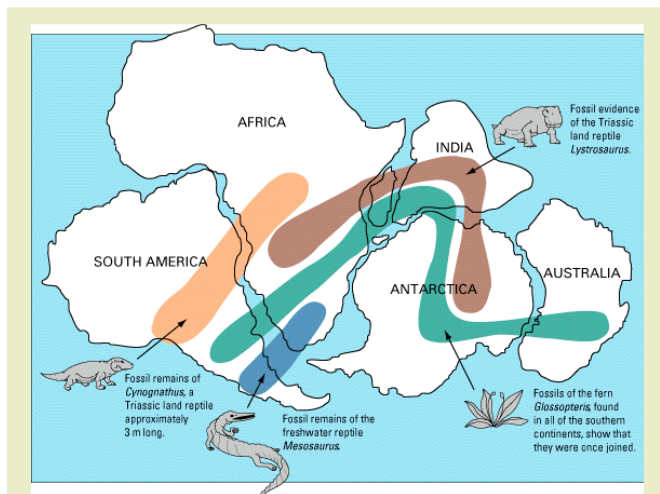 AFRICA
INDIA
Fossil evidence
of the Triassic
land reptile
Lystrosaurus.
SOUTH AMERICA
ANTARCTICA
AUSTRALIA
Fossil remains of
Cynognathus, a
Triassic land reptile
approximately
3 m long.
Fossil remains of the
freshwater reptile
Mesosaurus.
Fossils of the fern
Glossopteris, found
in all of the southern
continents, show that
they were once joined.